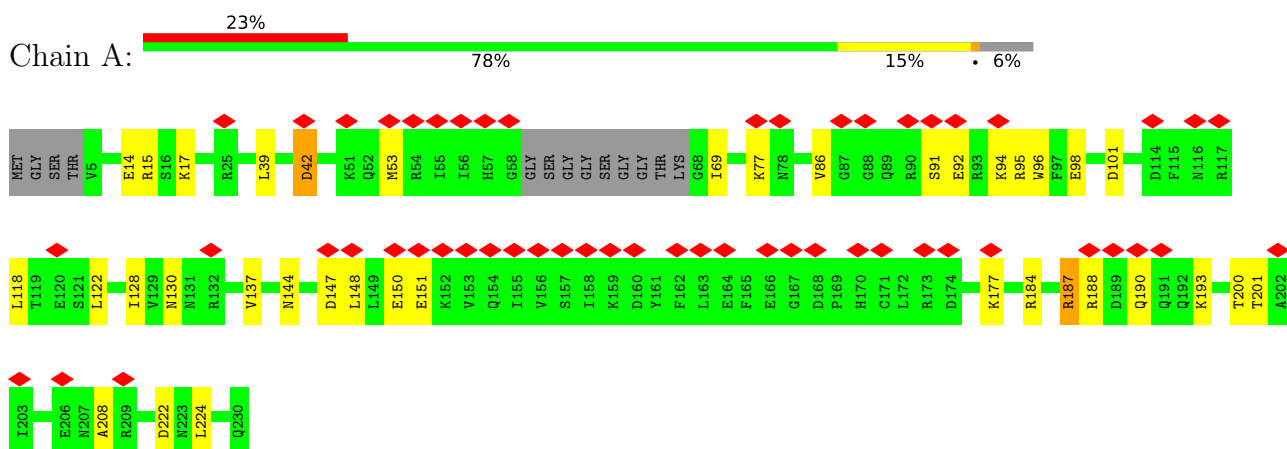 23%
Chain A:
78% 15% • 6%
MET GLY SER THR V5 E14 R15 S16 K17 R25 L39 D42 K51 Q52 M53 R54 I55 I56 H57 G58 GLY SER GLY GLY SER GLY GLY THR LYS G68 I69 K77 N78 V86 G87 G88 Q89 R90 S91 E92 R93 K94 R95 W96 F97 E98 D101 D114 F115 N116 R117
L118 T119 E120 S121 L122 I128 V129 N130 N131 R132 V137 N144 D147 L148 L149 E150 E151 K152 V153 Q154 I155 V156 S157 I158 K159 D160 Y161 F162 L163 E164 F165 E166 G167 D168 P169 H170 C171 L172 R173 D174 K177 R184 R187 R188 D189 Q190 Q191 Q192 K193 T200 T201 A202
I203 E206 N207 A208 R209 D222 N223 L224 Q230